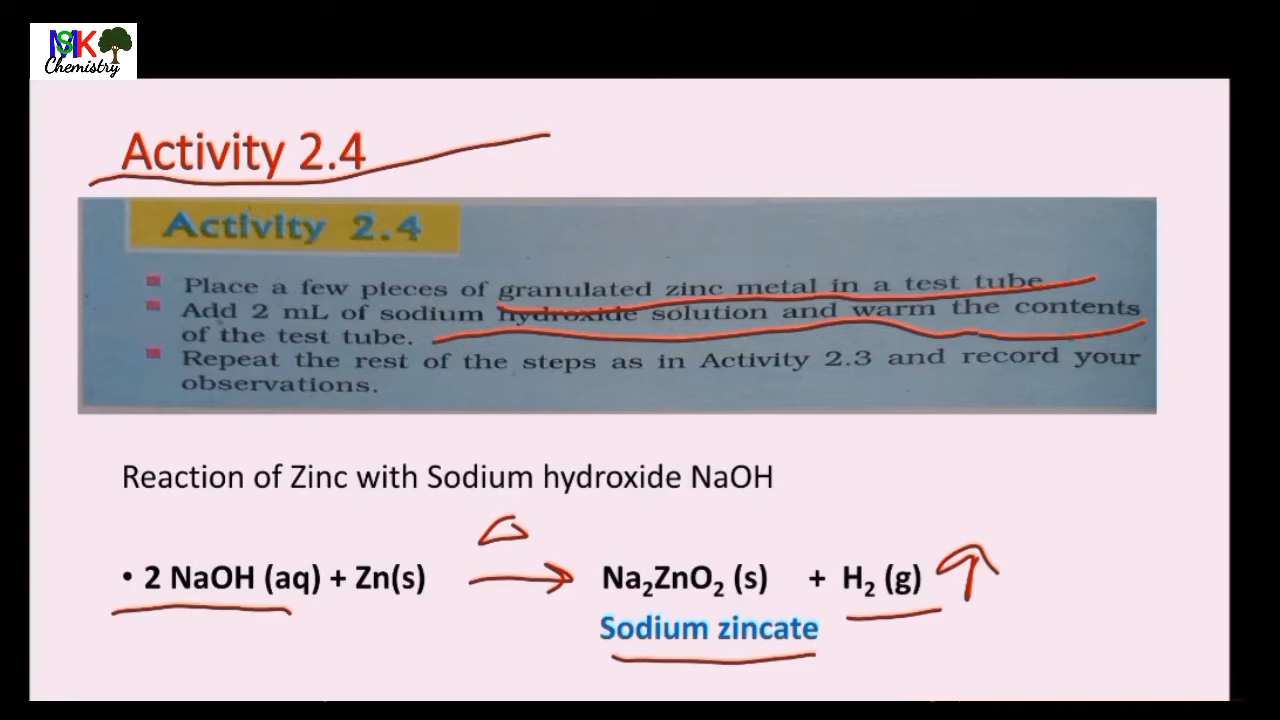 MSK
Chemistry
Activity 2.4
Activity 2.4
Place a few pieces of granulated zinc metal in a test tube.
Add 2 mL of sodium hydroxide solution and warm the contents
of the test tube.
Repeat the rest of the steps as in Activity 2.3 and record your
observations.
Reaction of Zinc with Sodium hydroxide NaOH
• 2 NaOH (aq) + Zn(s) → Na₂ZnO₂ (s) + H₂ (g) ↑
Δ
Sodium zincate